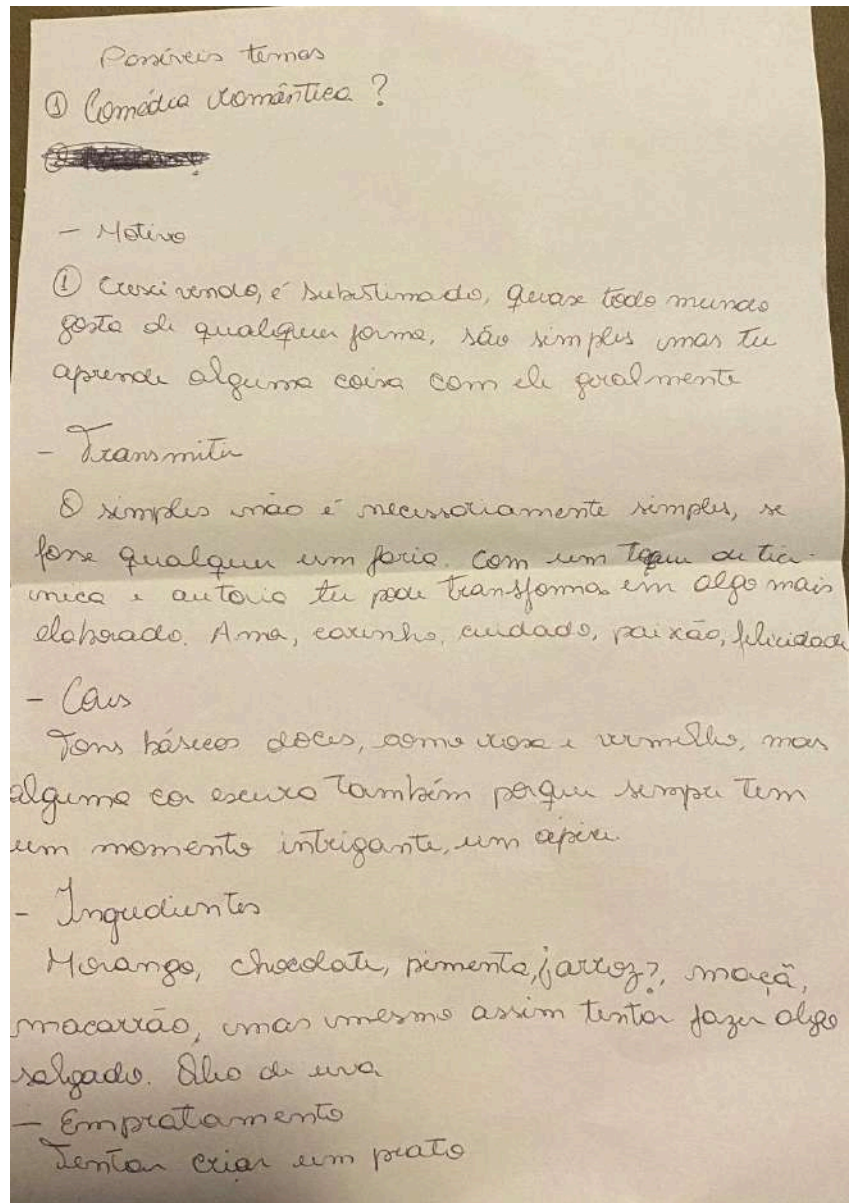 Possíveis temas
① Comédia romântica?
- Motivo
① Cresci vendo, é subestimado, quase todo mundo
gosta de qualquer forma, são simples mas tu
aprende alguma coisa com ele geralmente
- Transmitir
O simples não é necessariamente simples, se
fosse qualquer um faria. Com um toque de téc-
nica e autoria tu pode transformar em algo mais
elaborado. Amor, carinho, cuidado, paixão, felicidade
- Cores
Tons básicos doces, como rosa e vermelho, mas
alguma cor escura também porque sempre tem
um momento intrigante, um ápice.
- Ingredientes
Morango, chocolate, pimenta, arroz?, maçã,
macarrão, mas mesmo assim tentar fazer algo
salgado. Óleo de uva
- Empratamento
Tentar criar um prato